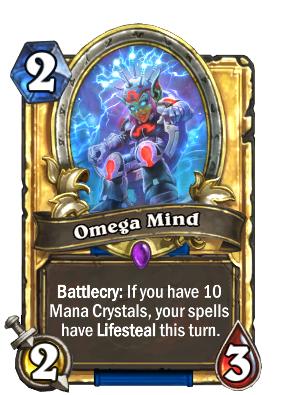 2
Omega Mind
Battlecry: If you have 10
Mana Crystals, your spells
have Lifesteal this turn.
2
3